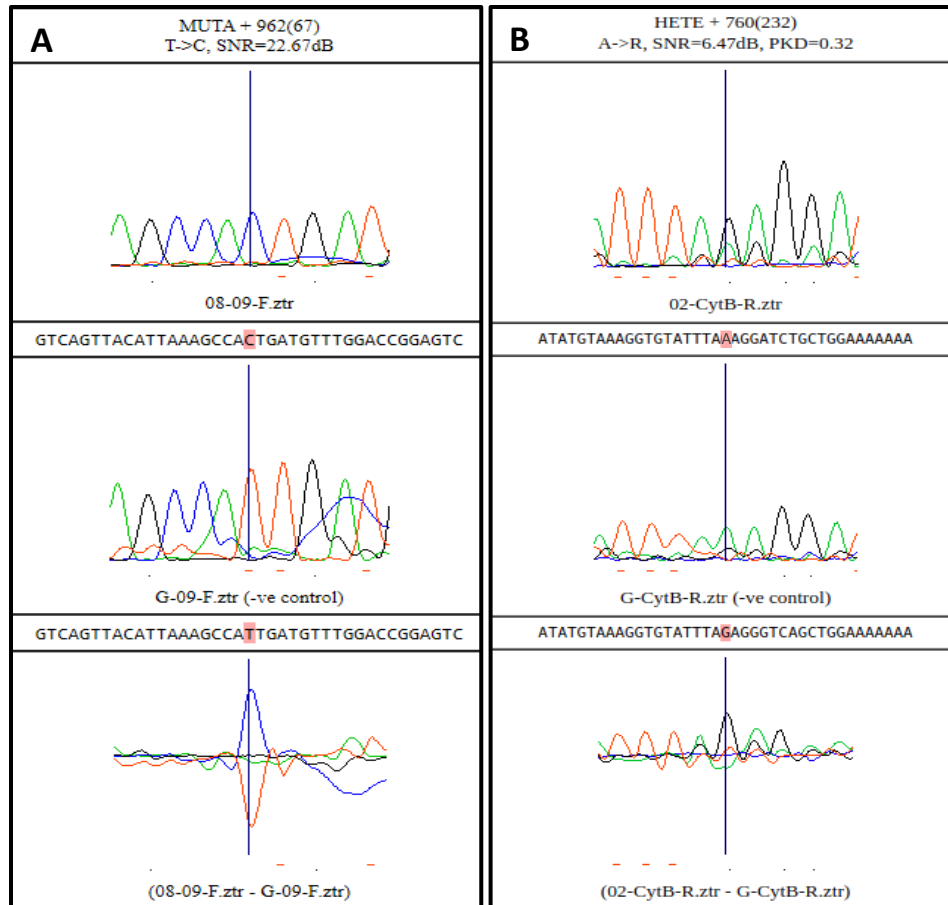 A
MUTA + 962(67)
T->C, SNR=22.67dB
08-09-F.ztr
GTCAGTTACATTAAAGCCACTGATGTTTGGACCGGAGTC
G-09-F.ztr (-ve control)
GTCAGTTACATTAAAGCCATTGATGTTTGGACCGGAGTC
(08-09-F.ztr - G-09-F.ztr)
B
HETE + 760(232)
A->R, SNR=6.47dB, PKD=0.32
02-CytB-R.ztr
ATATGTAAAGGTGTATTTAAAGGATCTGCTGGAAAAAAA
G-CytB-R.ztr (-ve control)
ATATGTAAAGGTGTATTTAGAGGGTCAGCTGGAAAAAAA
(02-CytB-R.ztr - G-CytB-R.ztr)